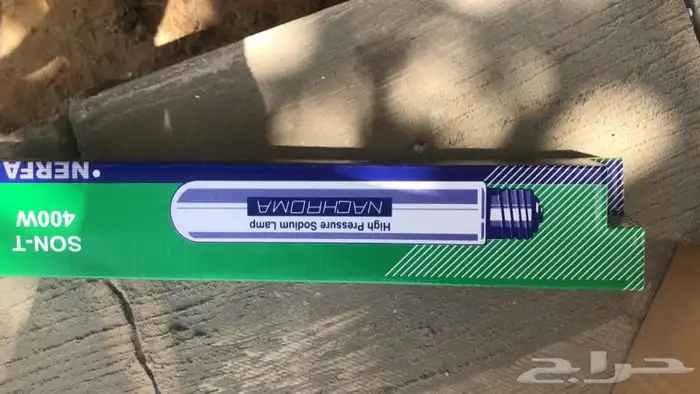 SON-T
400W
High Pressure Sodium Lamp
NACHROMA
•NERFA
حراج